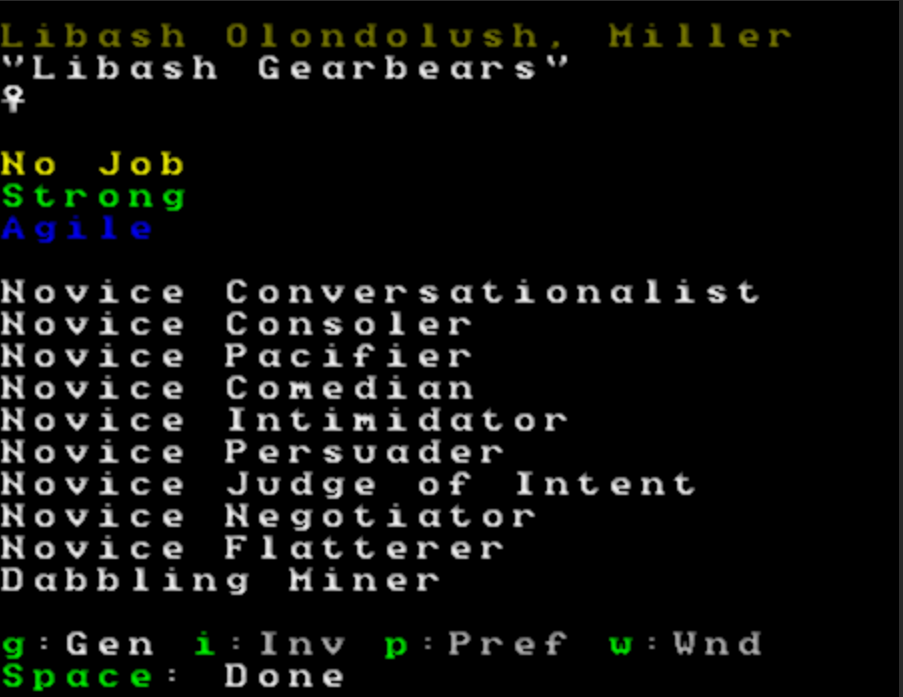 Libash Olondolush, Miller
"Libash Gearbears"
♀
No Job
Strong
Agile
Novice Conversationalist
Novice Consoler
Novice Pacifier
Novice Comedian
Novice Intimidator
Novice Persuader
Novice Judge of Intent
Novice Negotiator
Novice Flatterer
Dabbling Miner
g:Gen i:Inv p:Pref w:Wnd
Space: Done